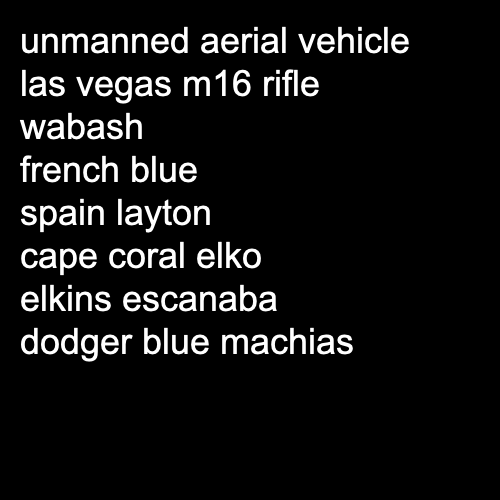 unmanned aerial vehicle
las vegas m16 rifle
wabash
french blue
spain layton
cape coral elko
elkins escanaba
dodger blue machias